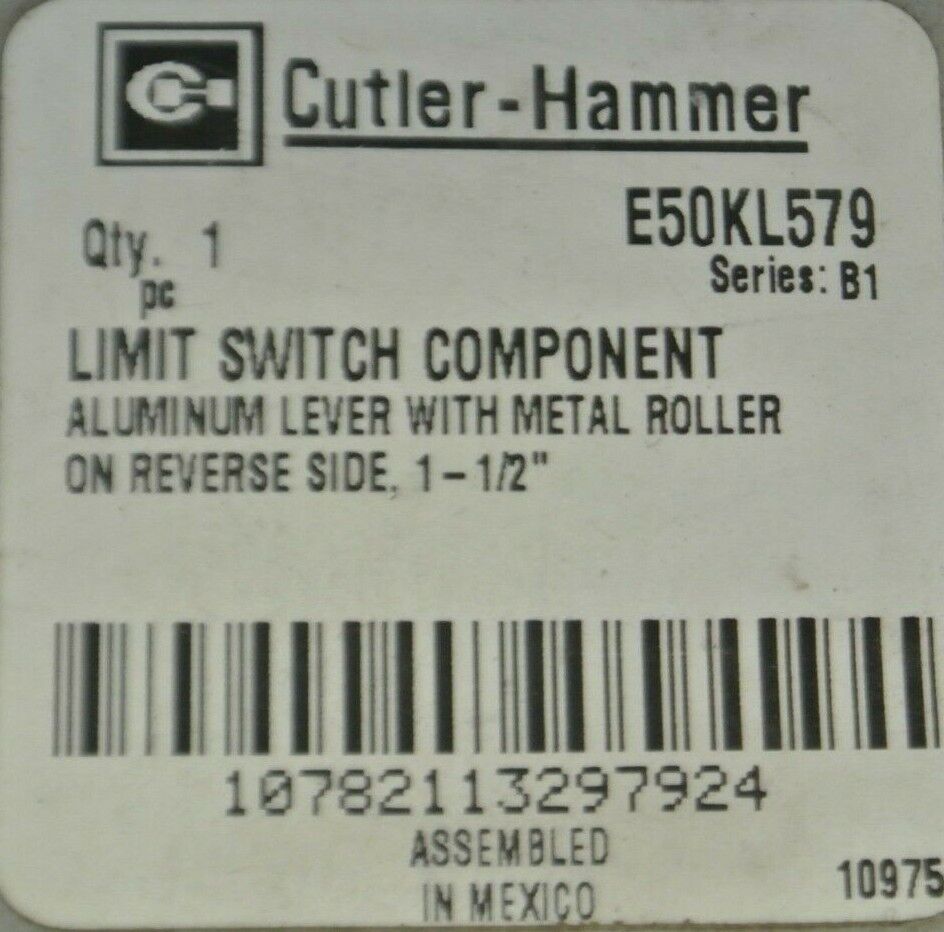 Cutler-Hammer
E50KL579
Qty. 1
pc
Series: B1
LIMIT SWITCH COMPONENT
ALUMINUM LEVER WITH METAL ROLLER
ON REVERSE SIDE, 1-1/2"
10782113297924
ASSEMBLED
IN MEXICO
10975